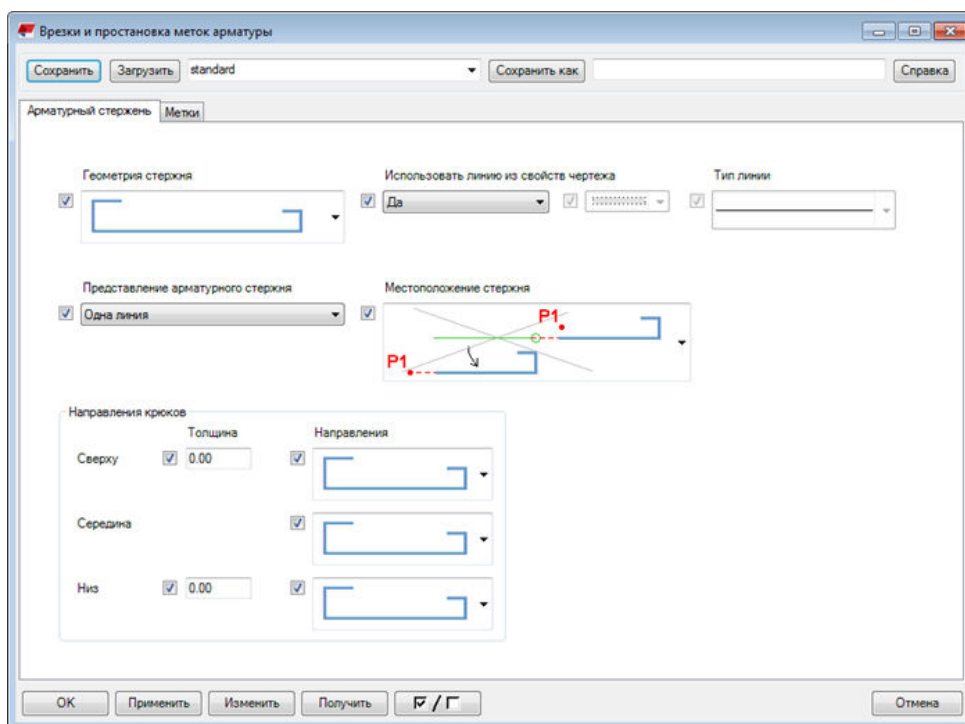 Врезки и простановка меток арматуры
Сохранить Загрузить standard Сохранить как Справка
Арматурный стержень Метки
Геометрия стержня Использовать линию из свойств чертежа Тип линии
Да
Представление арматурного стержня Местоположение стержня
Одна линия
P1
P1
Направления крюков
Толщина Направления
Сверху 0.00
Середина
Низ 0.00
OK Применить Изменить Получить / Отмена